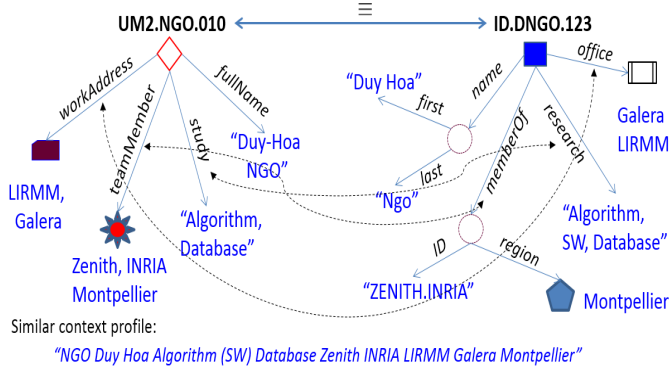 UM2.NGO.010
≡
ID.DNGO.123
workAddress
teamMember
study
fullName
“Duy-Hoa
NGO”
LIRMM,
Galera
Zenith, INRIA
Montpellier
“Algorithm,
Database”
“Duy Hoa”
first
name
last
“Ngo”
memberOf
research
office
Galera
LIRMM
“Algorithm,
SW, Database”
ID
region
“ZENITH.INRIA”
Montpellier
Similar context profile:
“NGO Duy Hoa Algorithm (SW) Database Zenith INRIA LIRMM Galera Montpellier”